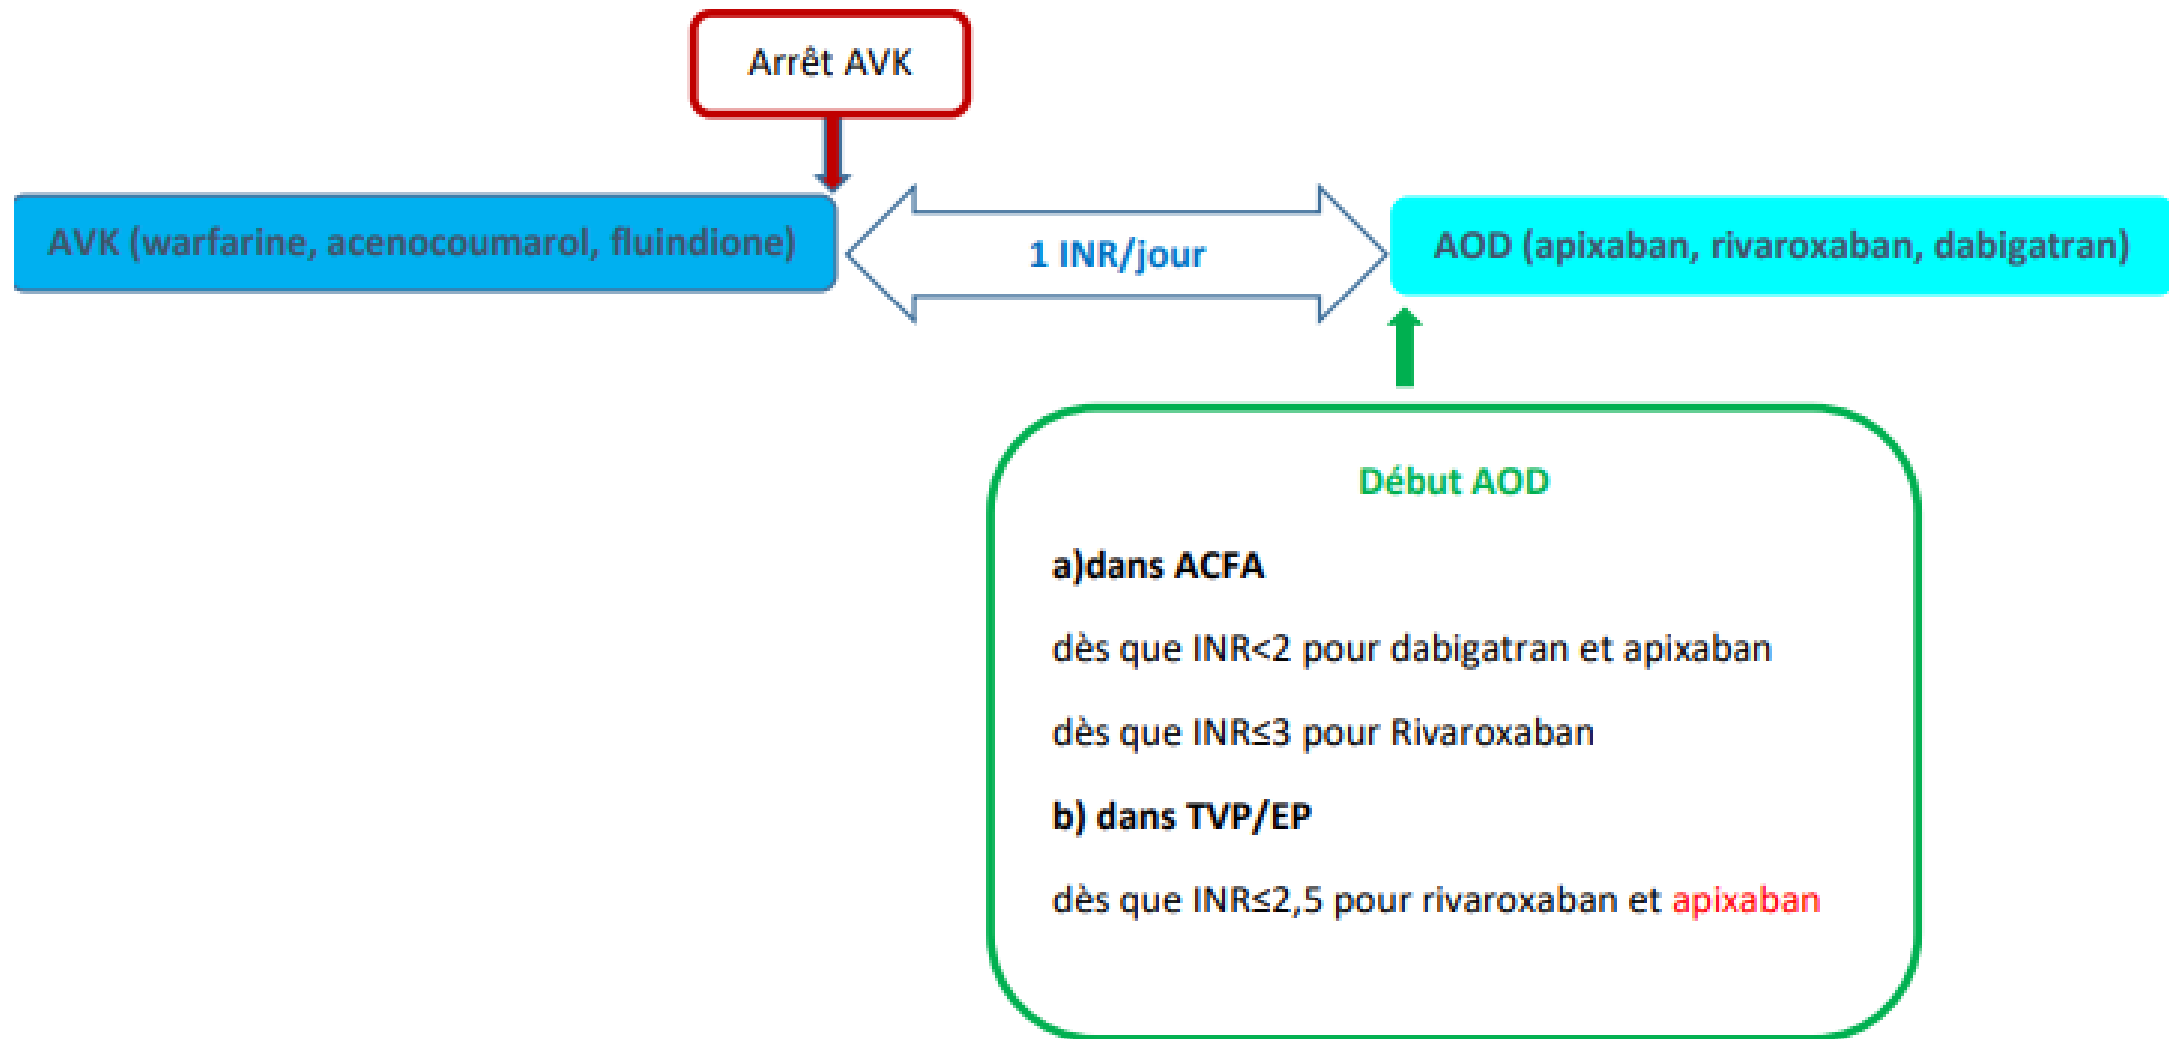 Arrêt AVK
AVK (warfarine, acenocoumarol, fluindione)
1 INR/jour
AOD (apixaban, rivaroxaban, dabigatran)
Début AOD
a)dans ACFA
dès que INR<2 pour dabigatran et apixaban
dès que INR≤3 pour Rivaroxaban
b) dans TVP/EP
dès que INR≤2,5 pour rivaroxaban et apixaban